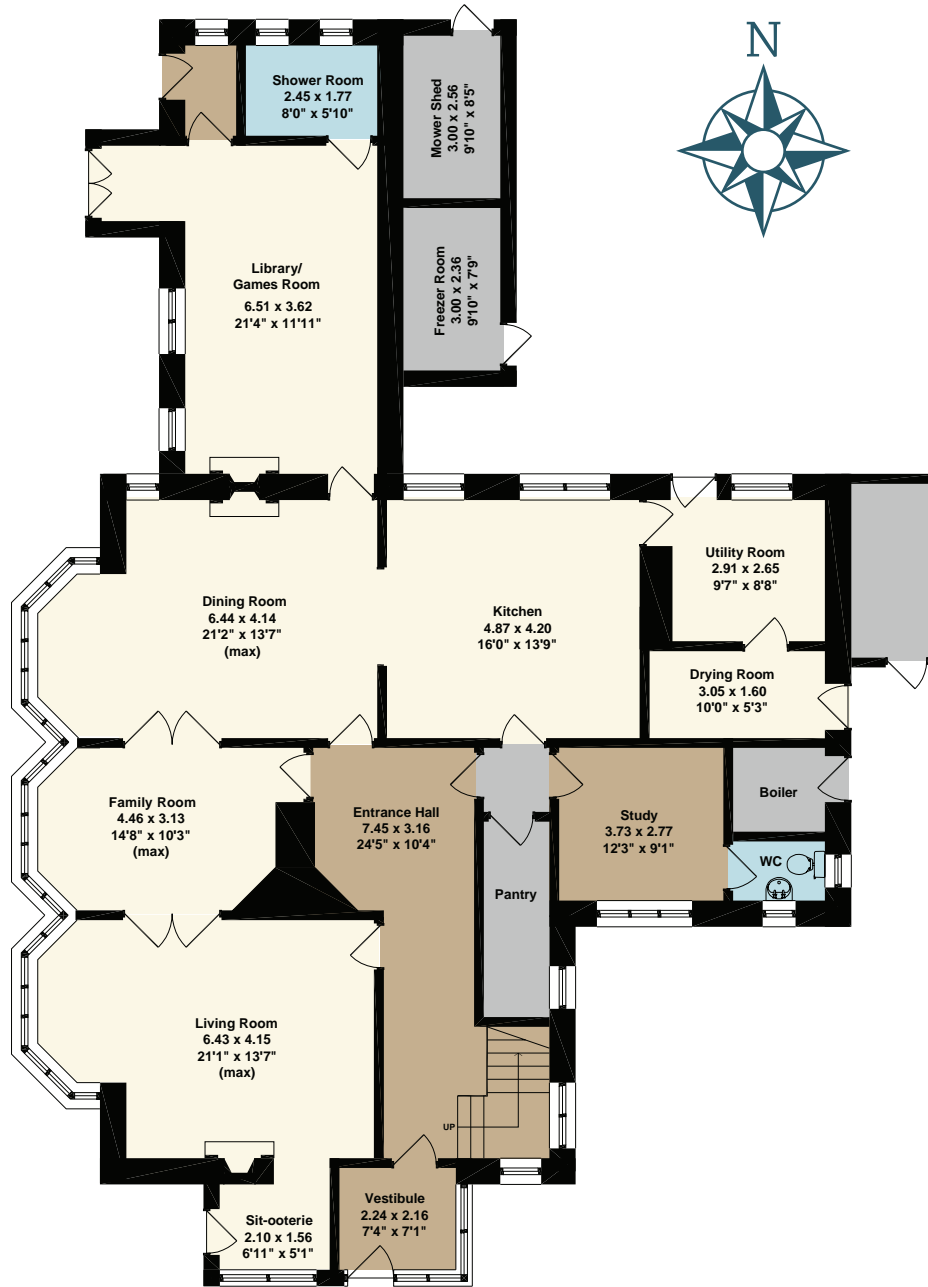 N
Shower Room
2.45 x 1.77
8'0" x 5'10"
Mower Shed
3.00 x 2.56
9'10" x 8'5"
Freezer Room
3.00 x 2.36
9'10" x 7'9"
Library/
Games Room
6.51 x 3.62
21'4" x 11'11"
Dining Room
6.44 x 4.14
21'2" x 13'7"
(max)
Kitchen
4.87 x 4.20
16'0" x 13'9"
Utility Room
2.91 x 2.65
9'7" x 8'8"
Drying Room
3.05 x 1.60
10'0" x 5'3"
Family Room
4.46 x 3.13
14'8" x 10'3"
(max)
Entrance Hall
7.45 x 3.16
24'5" x 10'4"
Study
3.73 x 2.77
12'3" x 9'1"
Boiler
WC
Pantry
Living Room
6.43 x 4.15
21'1" x 13'7"
(max)
UP
Vestibule
2.24 x 2.16
7'4" x 7'1"
Sit-ooterie
2.10 x 1.56
6'11" x 5'1"